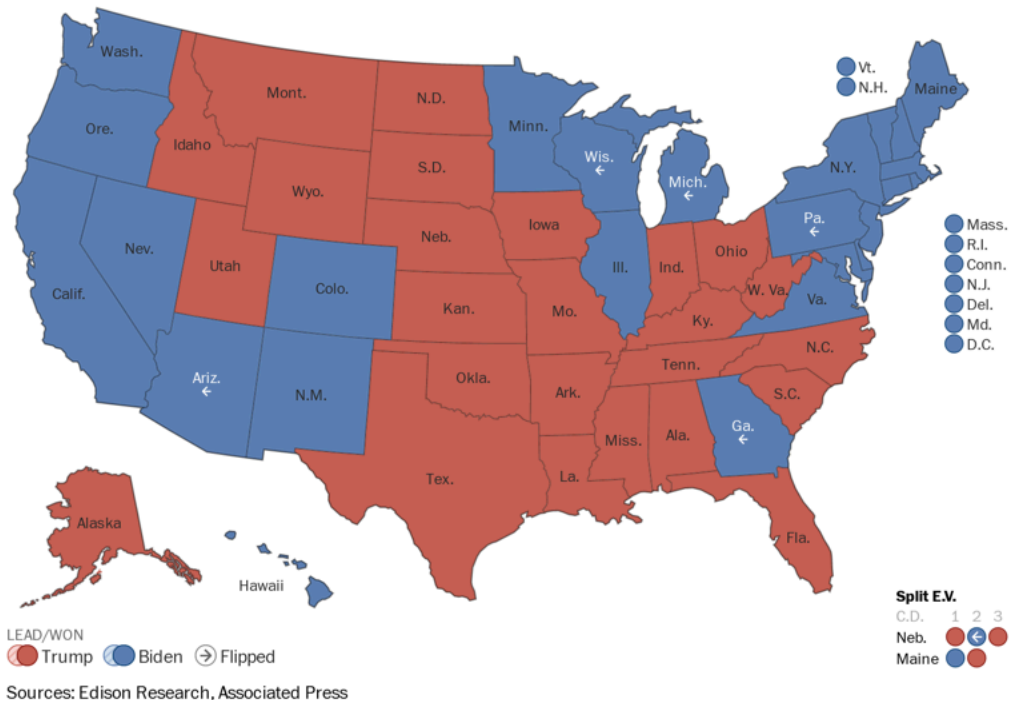 Wash.
Mont.
N.D.
Vt.
N.H.
Maine
Ore.
Idaho
Minn.
Wis.
Mich.
N.Y.
S.D.
Wyo.
Iowa
Pa.
Mass.
Nev.
Neb.
Ohio
R.I.
Utah
Colo.
Ill.
Ind.
W. Va.
Conn.
Calif.
Kan.
Mo.
Va.
N.J.
Del.
Ky.
Md.
N.C.
D.C.
Tenn.
Ariz.
N.M.
Okla.
Ark.
S.C.
Miss.
Ala.
Ga.
Tex.
La.
Alaska
Fla.
Hawaii
Split E.V.
C.D. 1 2 3
Neb.
Maine
LEAD/WON
Trump Biden Flipped
Sources: Edison Research, Associated Press